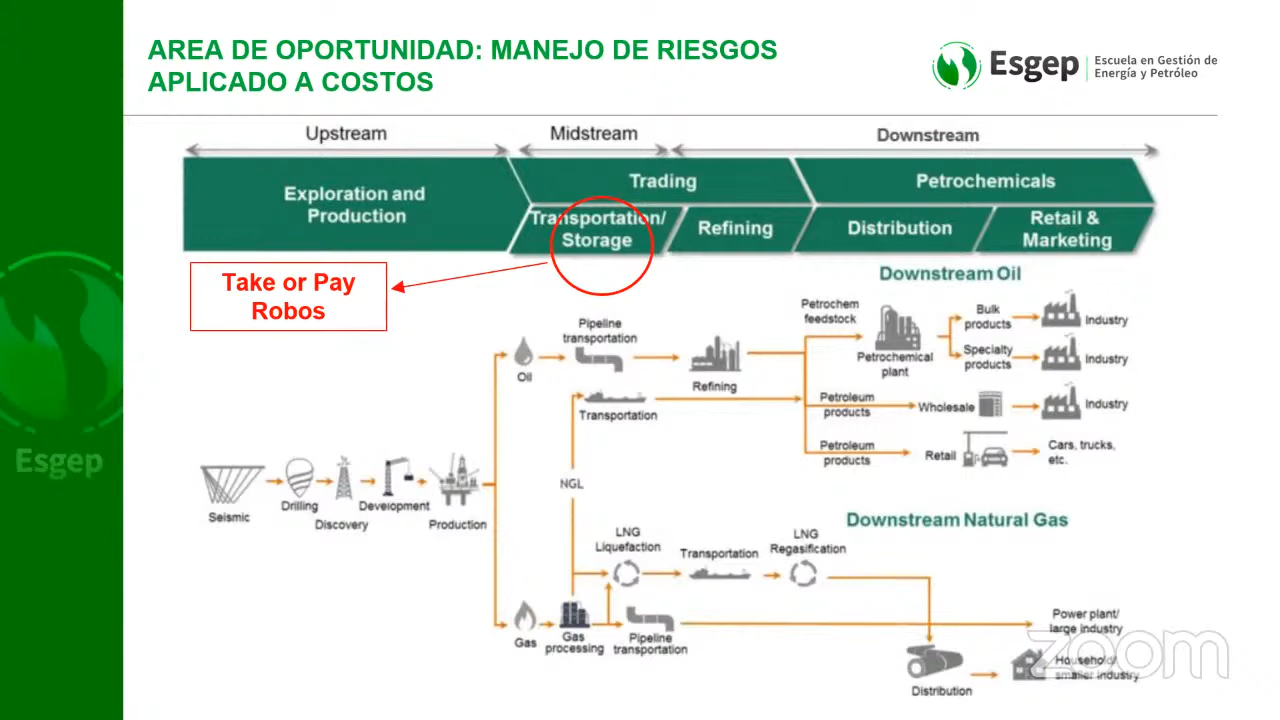 AREA DE OPORTUNIDAD: MANEJO DE RIESGOS
APLICADO A COSTOS
Esgep
Escuela en Gestión de
Energía y Petróleo
Upstream
Midstream
Downstream
Exploration and
Production
Trading
Petrochemicals
Transportation/
Storage
Refining
Distribution
Retail &
Marketing
Take or Pay
Robos
Downstream Oil
Oil
Pipeline
transportation
Refining
Transportation
Petrochem
feedstock
Petrochemical
plant
Bulk
products
Industry
Specialty
products
Industry
Petroleum
products
Wholesale
Industry
Petroleum
products
Retail
Cars, trucks,
etc.
Esgep
Seismic
Drilling
Discovery
Development
Production
NGL
Downstream Natural Gas
LNG
Liquefaction
Transportation
LNG
Regasification
Gas
Gas
processing
Pipeline
transportation
Power plant/
large industry
Distribution
Household/
smaller industry
zoom